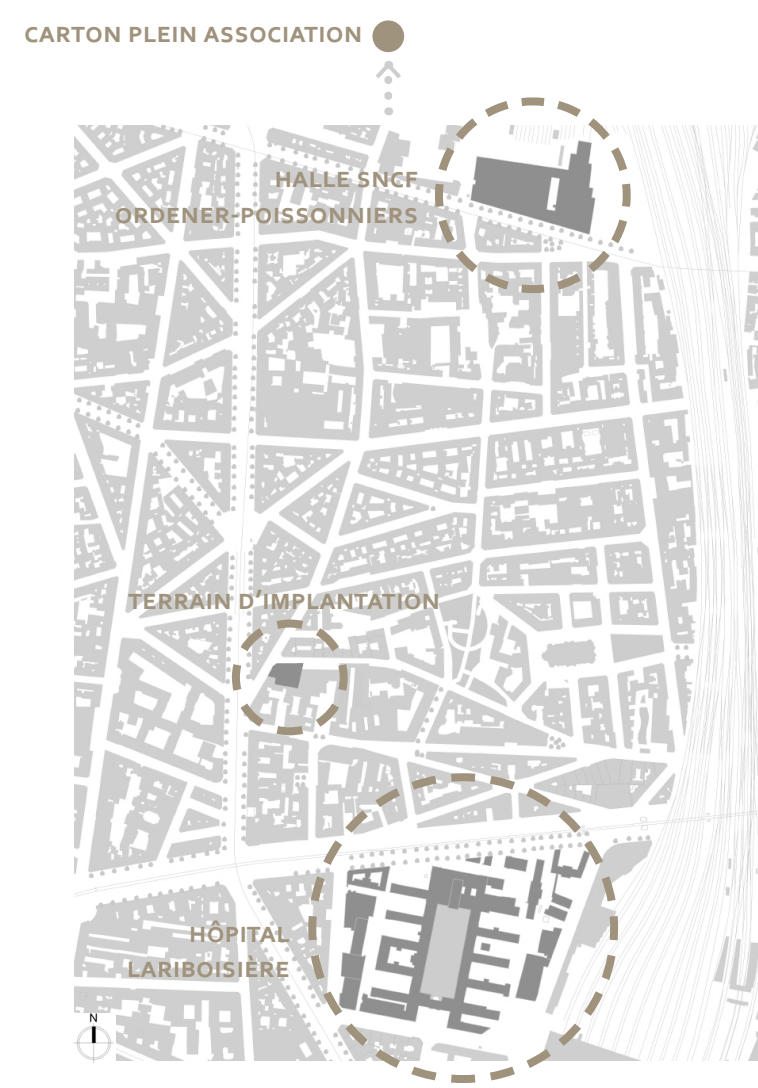 CARTON PLEIN ASSOCIATION
HALLE SNCF
ORDENER-POISSONNIERS
TERRAIN D'IMPLANTATION
HÔPITAL
LARIBOISIÈRE
N